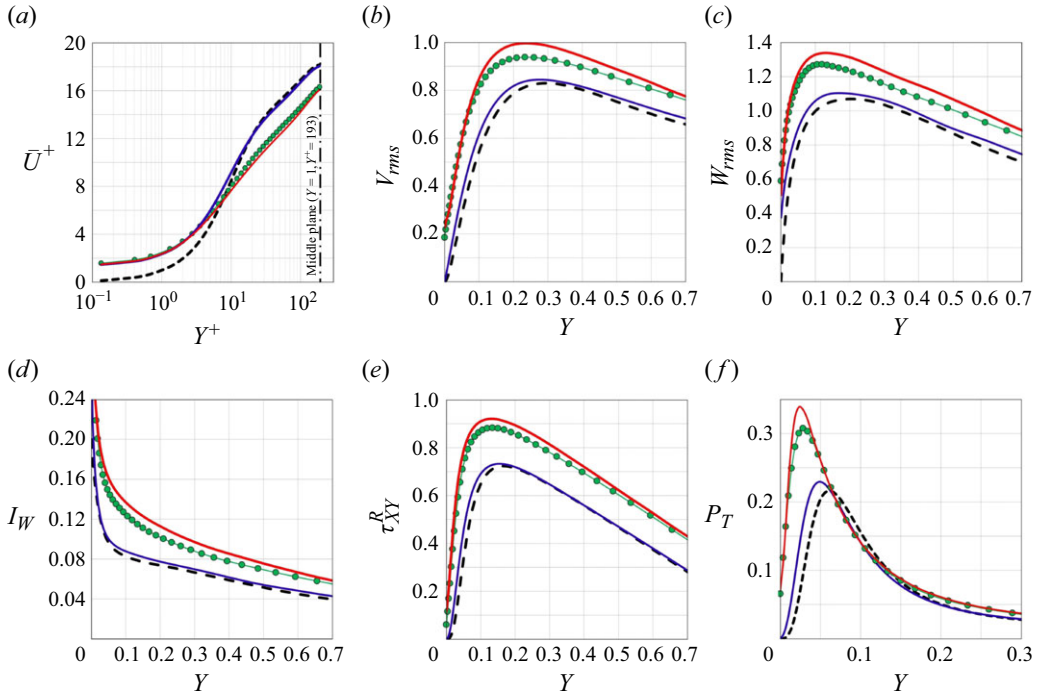 (a)
20
16
12
8
4
0
Ū⁺
10⁻¹ 10⁰ 10¹ 10²
Y⁺
Middle plane (Y = 1, Y⁺ = 193)
(b)
1.0
0.8
0.6
0.4
0.2
V_rms
0 0.1 0.2 0.3 0.4 0.5 0.6 0.7
Y
(c)
1.4
1.2
1.0
0.8
0.6
0.4
0.2
W_rms
0 0.1 0.2 0.3 0.4 0.5 0.6 0.7
Y
(d)
0.24
0.20
0.16
0.12
0.08
0.04
I_W
0 0.1 0.2 0.3 0.4 0.5 0.6 0.7
Y
(e)
1.0
0.8
0.6
0.4
0.2
τ^R_XY
0 0.1 0.2 0.3 0.4 0.5 0.6 0.7
Y
(f)
0.3
0.2
0.1
P_T
0 0.1 0.2 0.3
Y